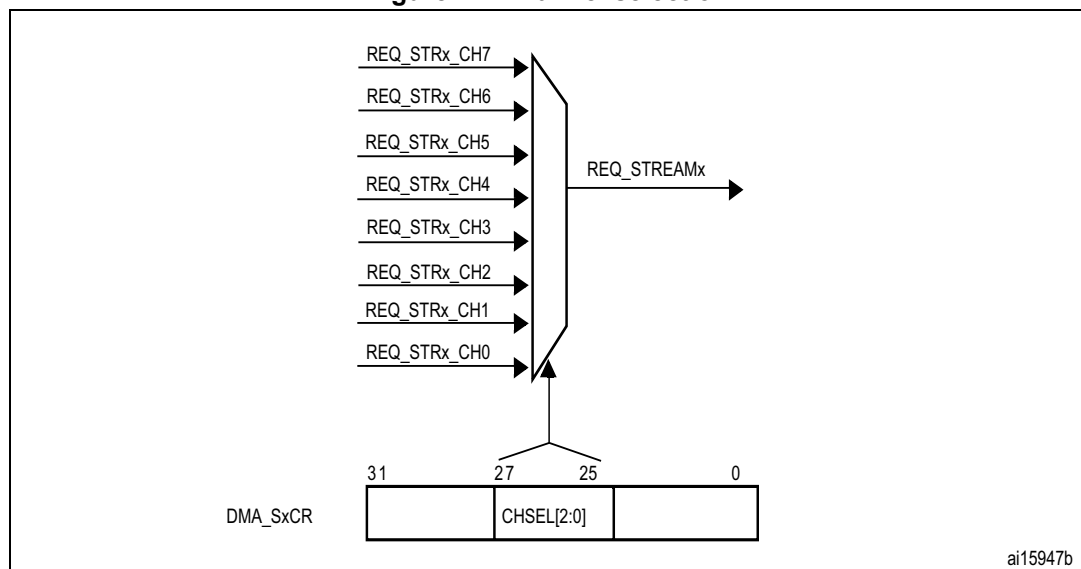 REQ_STRx_CH7
REQ_STRx_CH6
REQ_STRx_CH5
REQ_STRx_CH4
REQ_STREAMx
REQ_STRx_CH3
REQ_STRx_CH2
REQ_STRx_CH1
REQ_STRx_CH0
31 27 25 0
DMA_SxCR CHSEL[2:0]
ai15947b